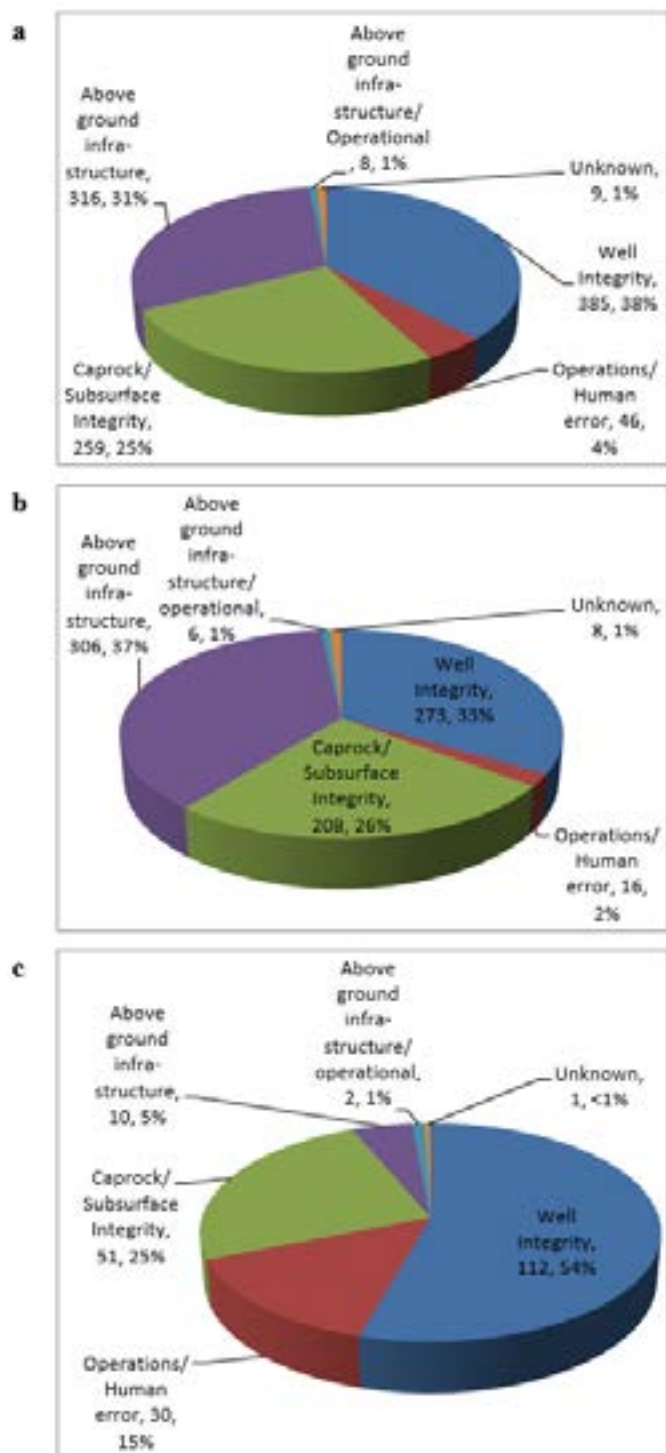 a
Above
ground
infra-
structure,
316, 31%
Above
ground
infra-
structure/
Operational
, 8, 1%
Unknown,
9, 1%
Well
Integrity,
385, 38%
Operations/
Human
error, 46,
4%
Caprock/
Subsurface
Integrity,
259, 25%
b
Above
ground
infra-
structure,
306, 37%
Above
ground
infra-
structure/
operational,
6, 1%
Unknown,
8, 1%
Well
Integrity,
273, 33%
Caprock/
Subsurface
Integrity,
208, 26%
Operations/
Human
error, 16,
2%
c
Above
ground
infra-
structure,
10, 5%
Above
ground
infra-
structure/
operational,
2, 1%
Unknown,
1, <1%
Caprock/
Subsurface
Integrity,
51, 25%
Well
Integrity,
112, 54%
Operations/
Human
error, 30,
15%